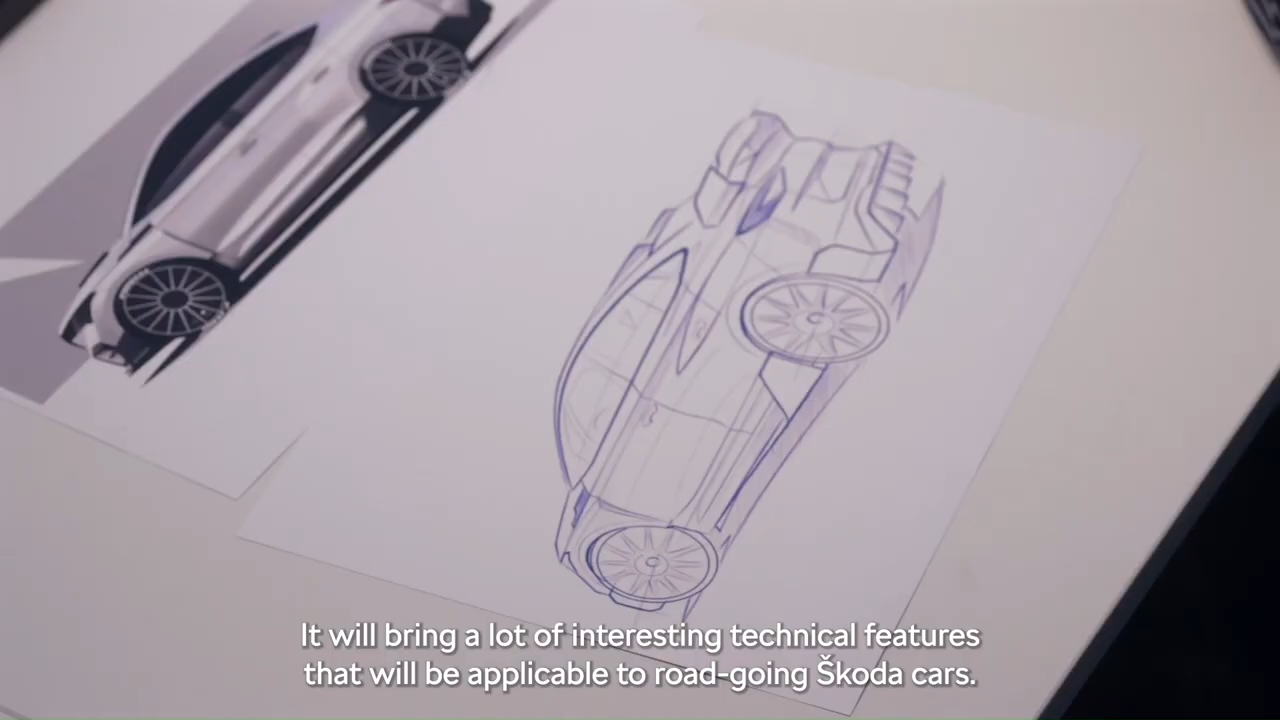 It will bring a lot of interesting technical features
that will be applicable to road-going Škoda cars.